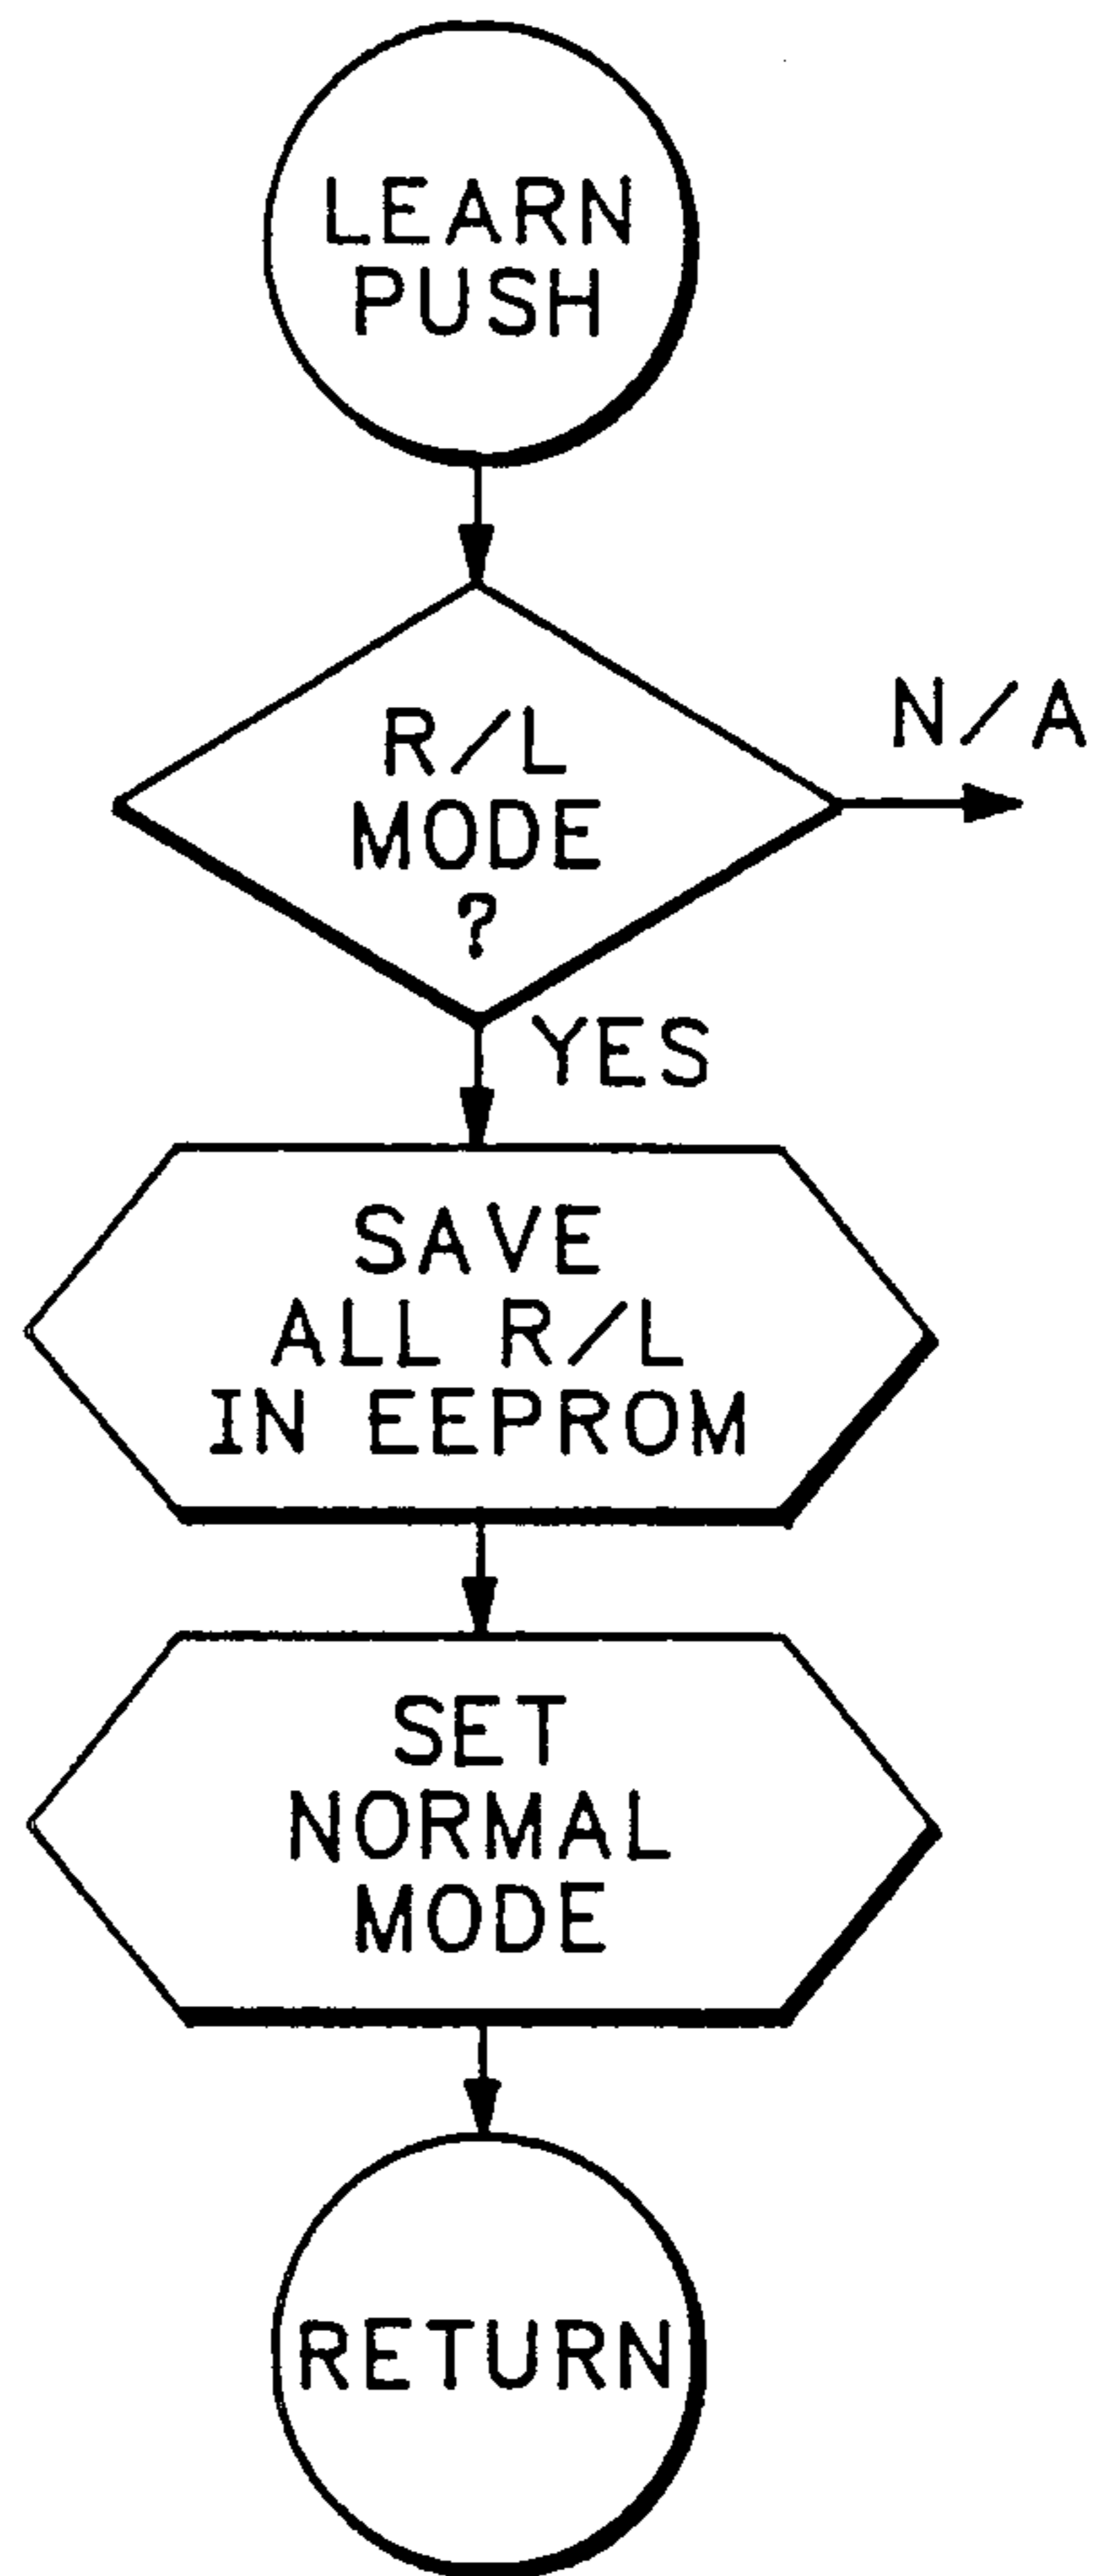 LEARN
PUSH
R/L
MODE
?
N/A
YES
SAVE
ALL R/L
IN EEPROM
SET
NORMAL
MODE
RETURN